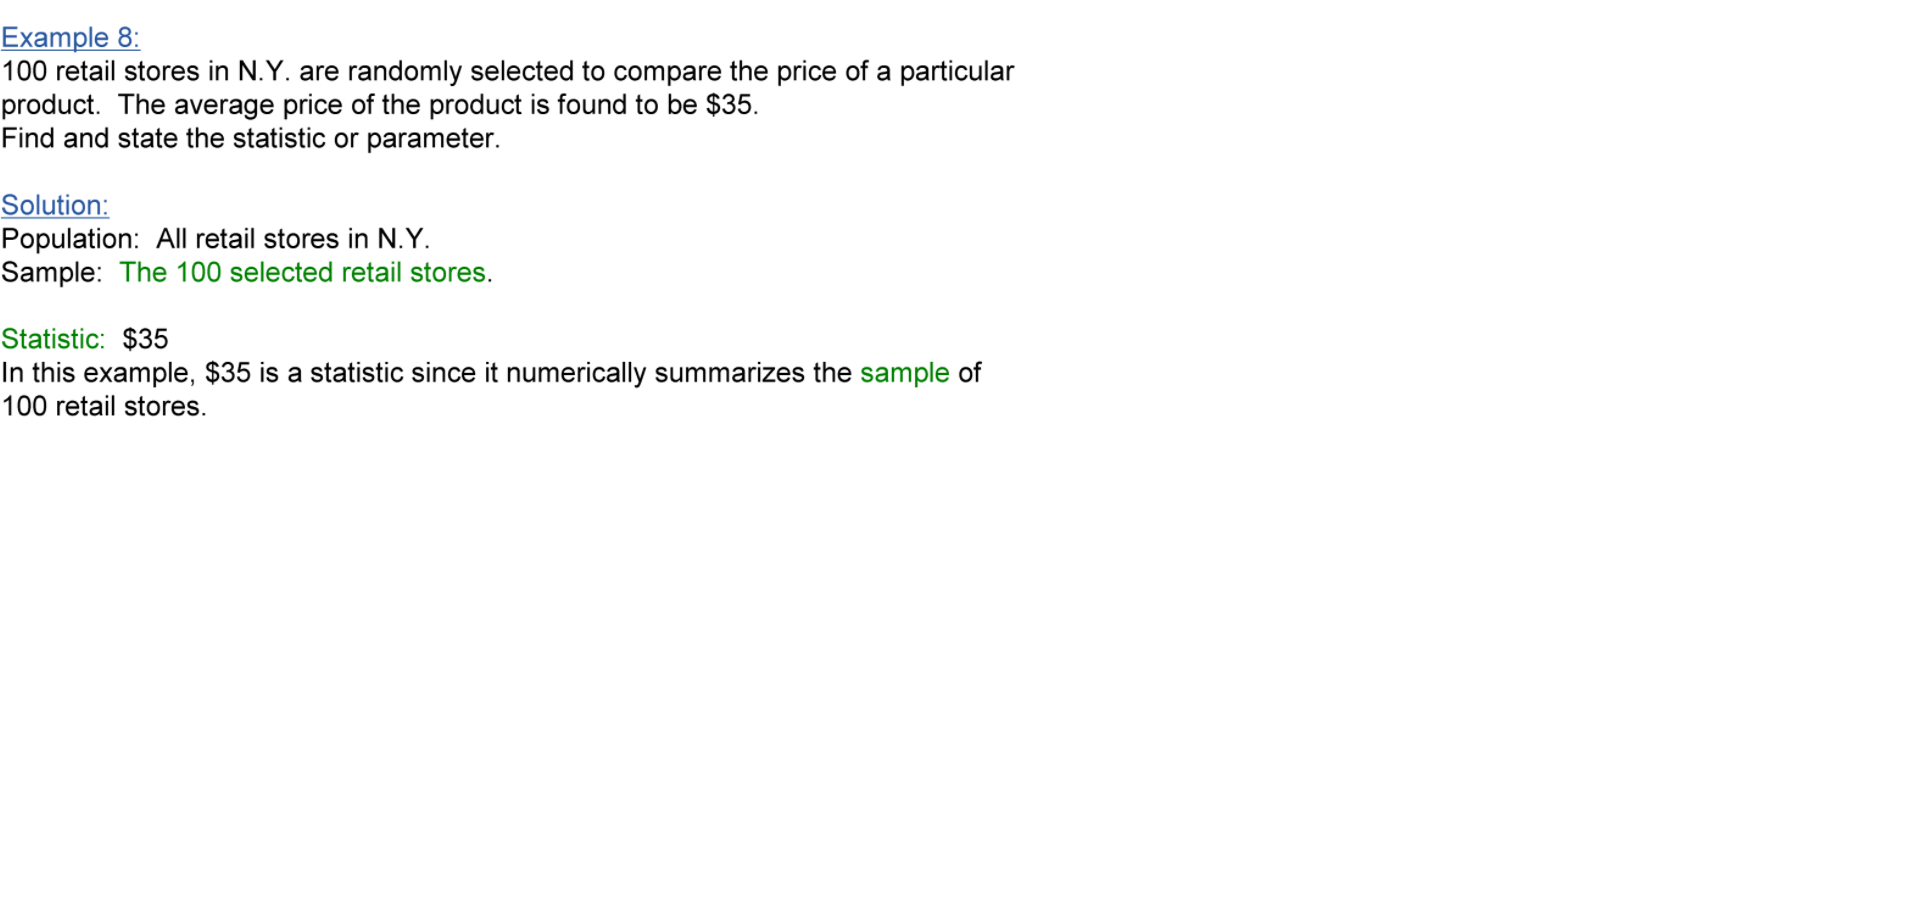 Example 8:
100 retail stores in N.Y. are randomly selected to compare the price of a particular
product.  The average price of the product is found to be $35.
Find and state the statistic or parameter.
Solution:
Population:  All retail stores in N.Y.
Sample:  The 100 selected retail stores.
Statistic:  $35
In this example, $35 is a statistic since it numerically summarizes the sample of
100 retail stores.